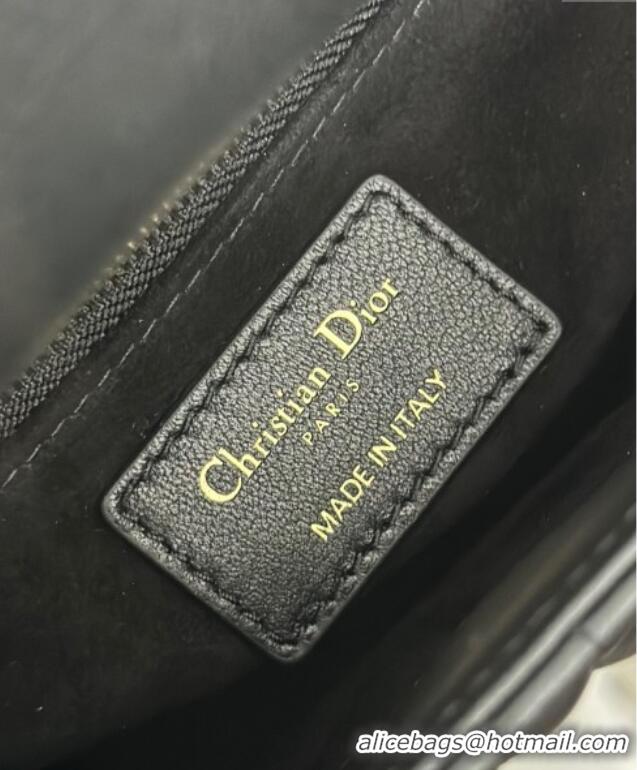 Christian Dior
PARIS
MADE IN ITALY
alicebags@hotmail.com